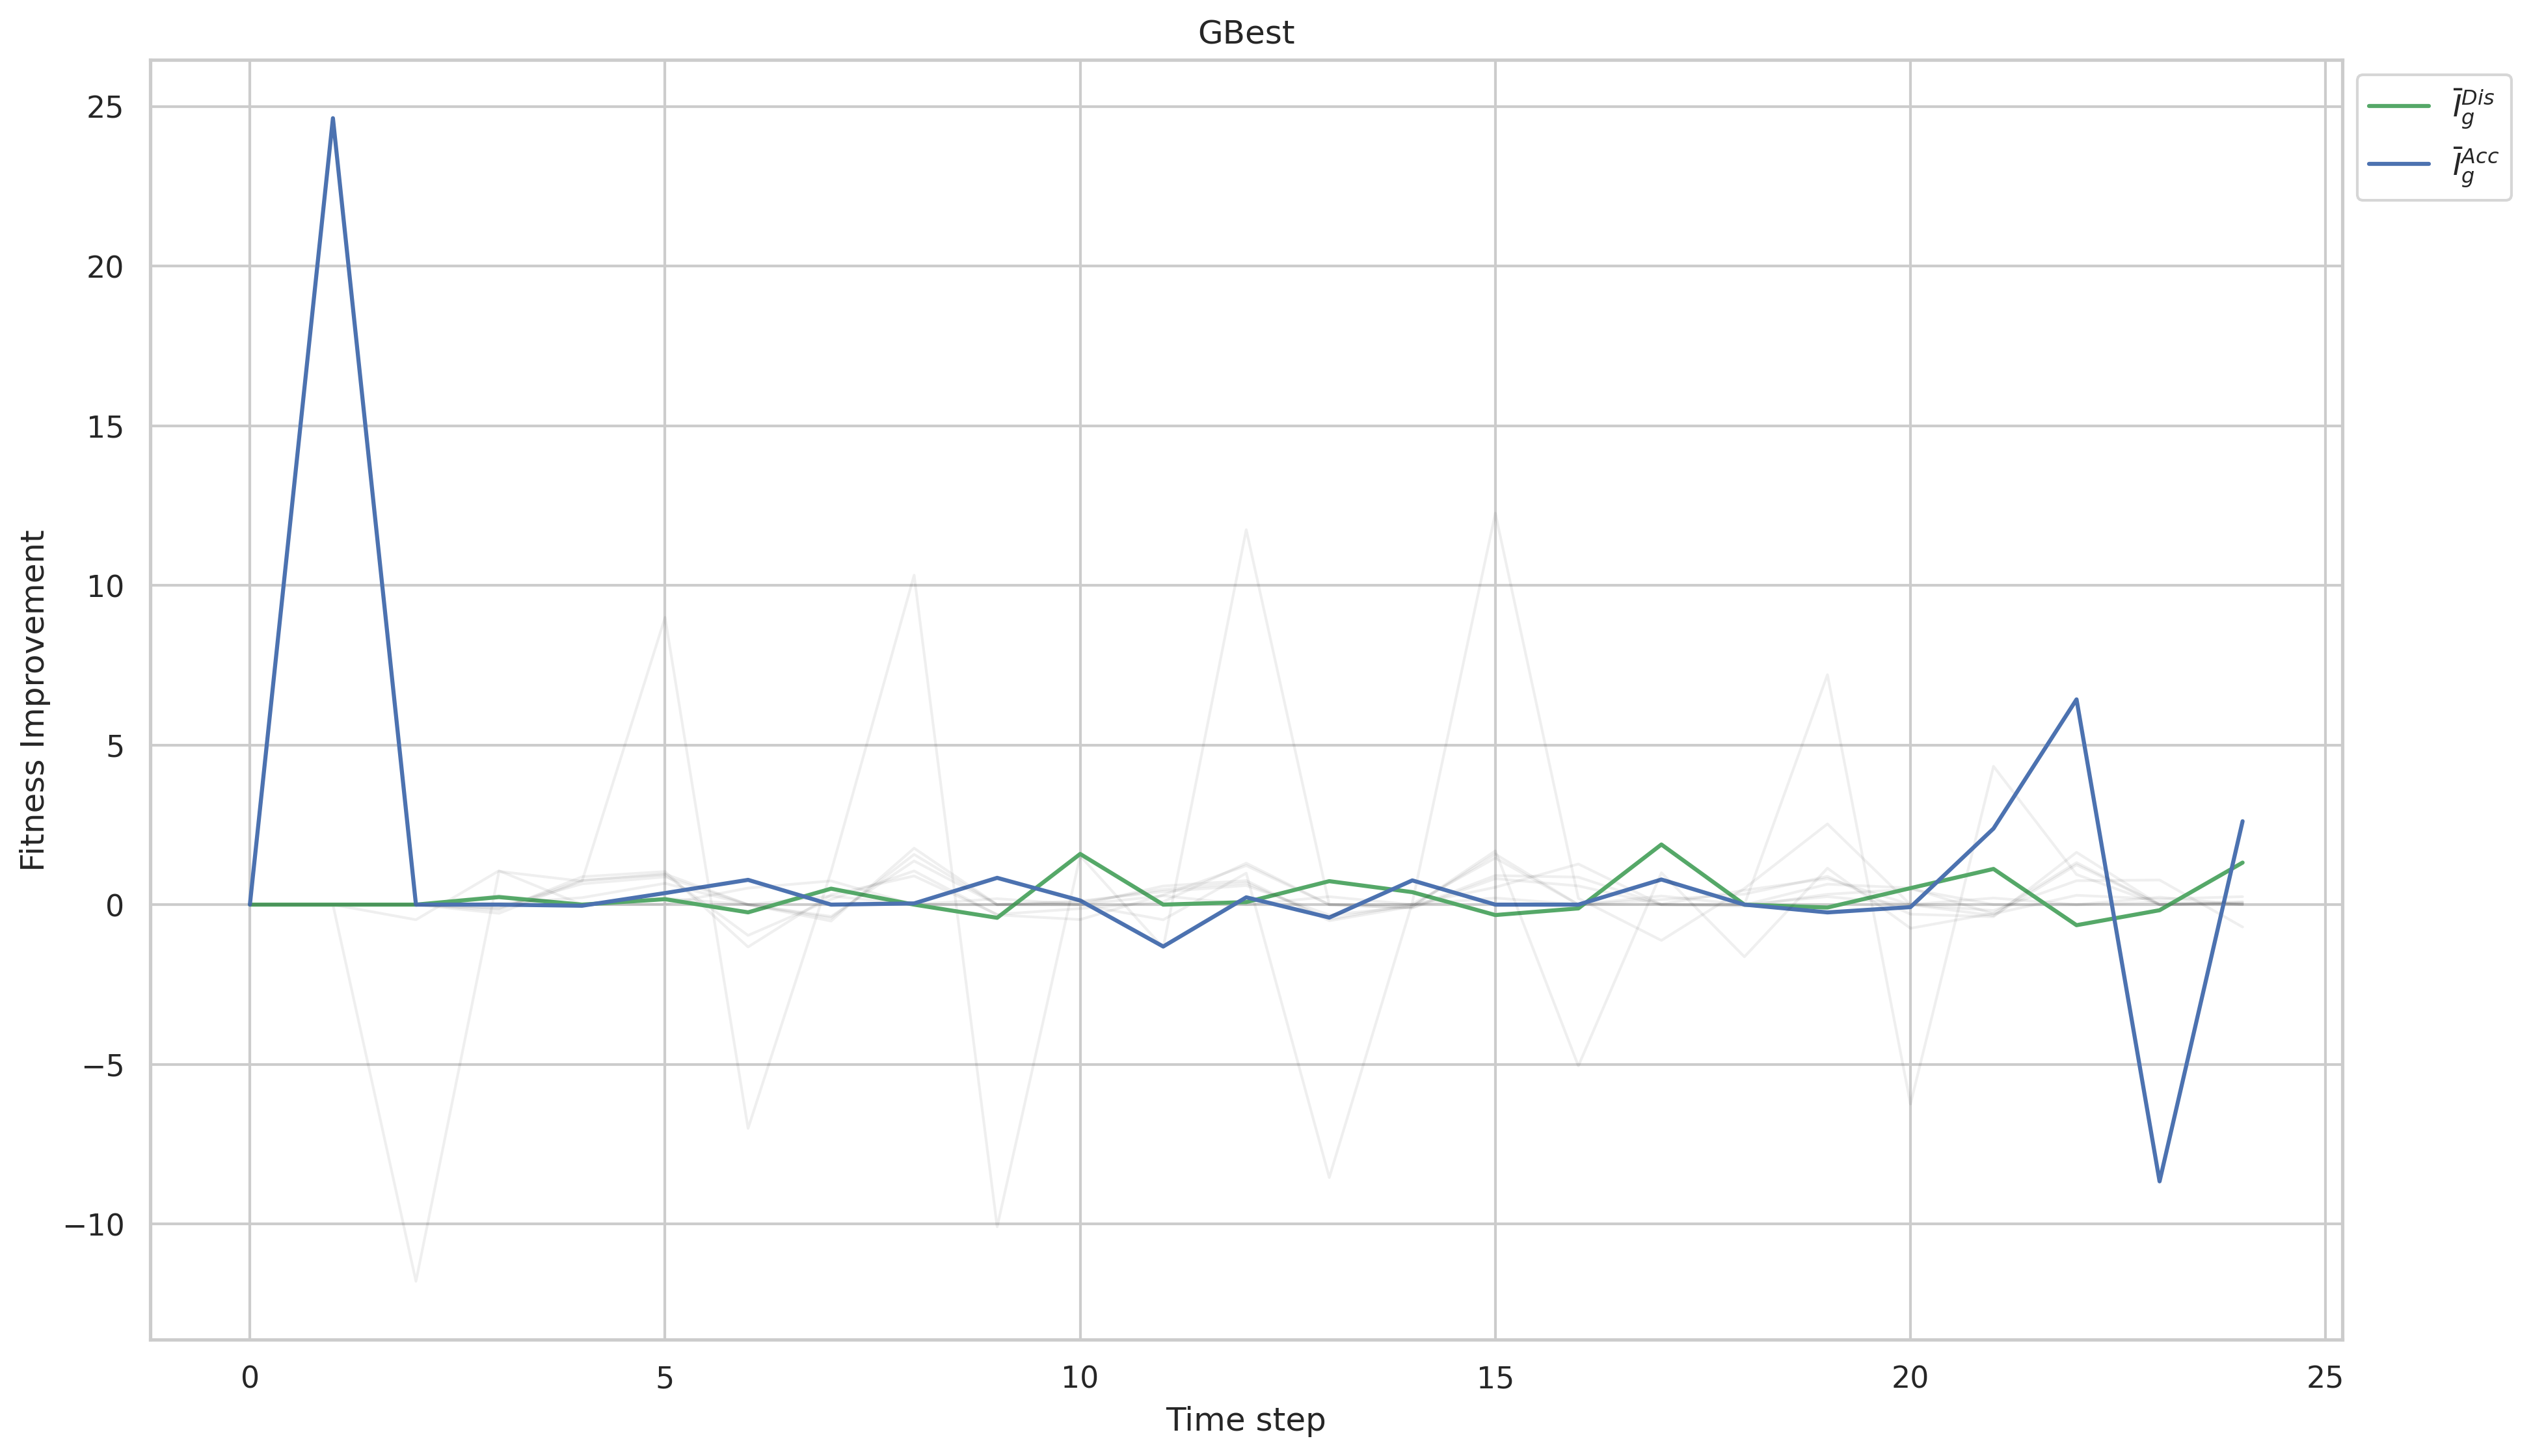 GBest
25
20
15
10
5
0
−5
−10
Fitness Improvement
0 5 10 15 20 25
Time step
Ī_g^{Dis}
Ī_g^{Acc}